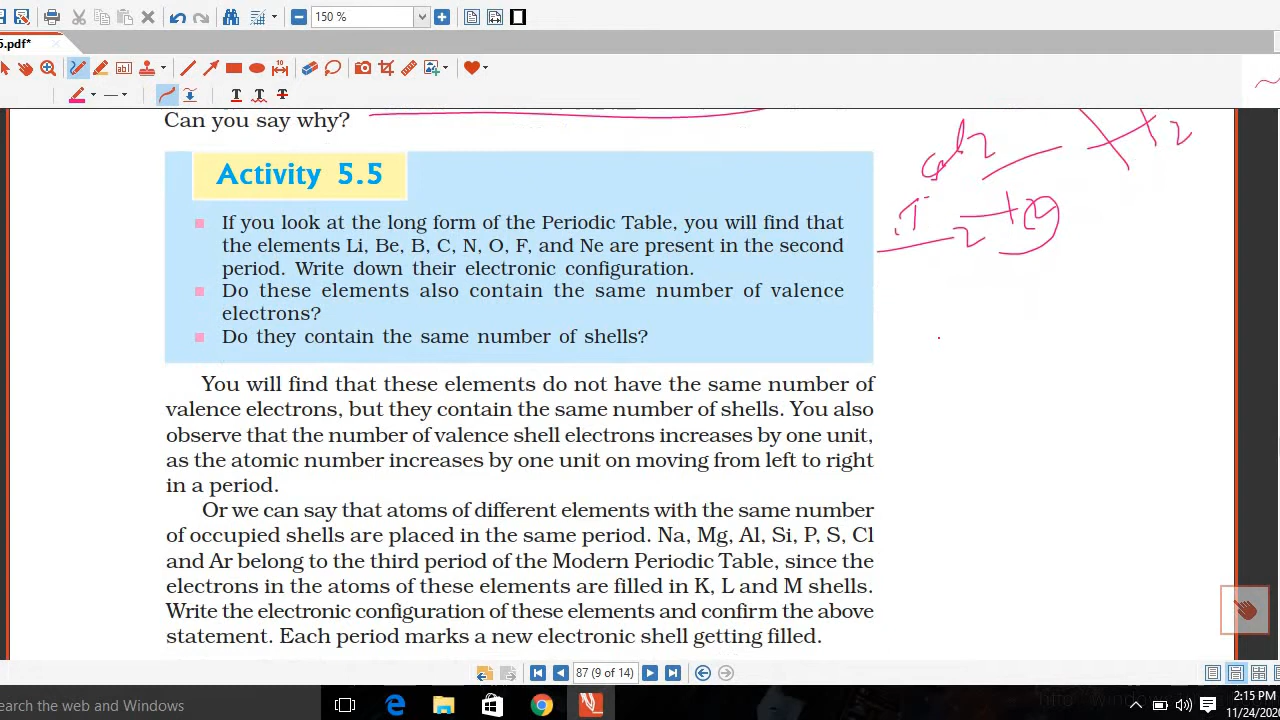 150 %
5.pdf*
Can you say why?
Activity 5.5
If you look at the long form of the Periodic Table, you will find that
the elements Li, Be, B, C, N, O, F, and Ne are present in the second
period. Write down their electronic configuration.
Do these elements also contain the same number of valence
electrons?
Do they contain the same number of shells?
You will find that these elements do not have the same number of
valence electrons, but they contain the same number of shells. You also
observe that the number of valence shell electrons increases by one unit,
as the atomic number increases by one unit on moving from left to right
in a period.
Or we can say that atoms of different elements with the same number
of occupied shells are placed in the same period. Na, Mg, Al, Si, P, S, Cl
and Ar belong to the third period of the Modern Periodic Table, since the
electrons in the atoms of these elements are filled in K, L and M shells.
Write the electronic configuration of these elements and confirm the above
statement. Each period marks a new electronic shell getting filled.
87 (9 of 14)
earch the web and Windows
2:15 PM